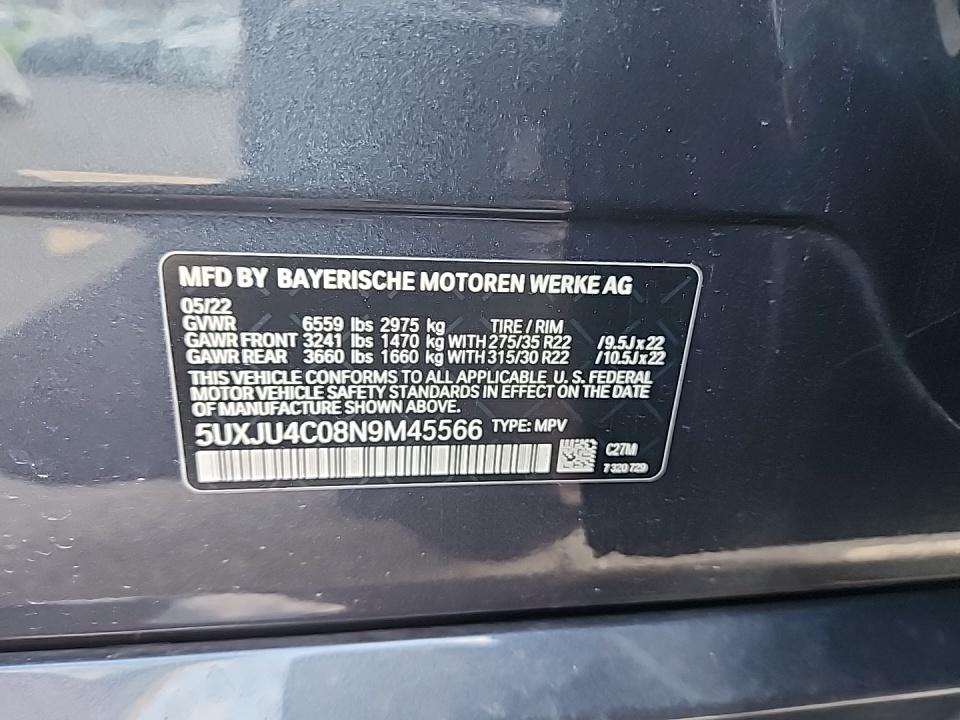 MFD BY BAYERISCHE MOTOREN WERKE AG
05/22
GVWR 6559 lbs 2975 kg TIRE / RIM
GAWR FRONT 3241 lbs 1470 kg WITH 275/35 R22 /9.5Jx22
GAWR REAR 3660 lbs 1660 kg WITH 315/30 R22 /10.5Jx22
THIS VEHICLE CONFORMS TO ALL APPLICABLE U. S. FEDERAL
MOTOR VEHICLE SAFETY STANDARDS IN EFFECT ON THE DATE
OF MANUFACTURE SHOWN ABOVE.
5UXJU4C08N9M45566 TYPE: MPV
C27M
7 320 729